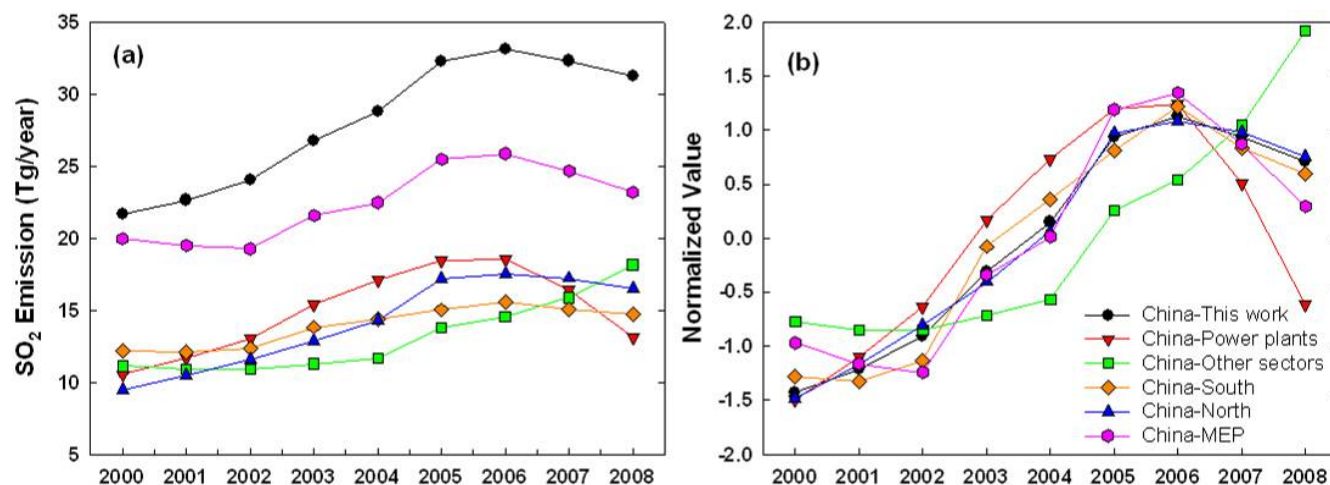 (a)
SO2 Emission (Tg/year)
35
30
25
20
15
10
5
2000 2001 2002 2003 2004 2005 2006 2007 2008
(b)
Normalized Value
2.0
1.5
1.0
0.5
0.0
-0.5
-1.0
-1.5
-2.0
China-This work
China-Power plants
China-Other sectors
China-South
China-North
China-MEP
2000 2001 2002 2003 2004 2005 2006 2007 2008